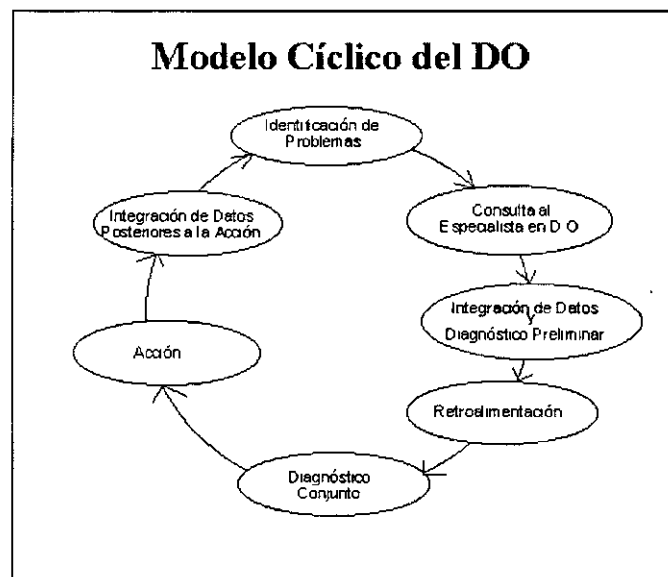 Modelo Cíclico del DO
Identificación de
Problemas
Consulta al
Especialista en D O
Integración de Datos
y
Diagnóstico Preliminar
Retroalimentación
Diagnóstico
Conjunto
Acción
Integración de Datos
Posteriores a la Acción